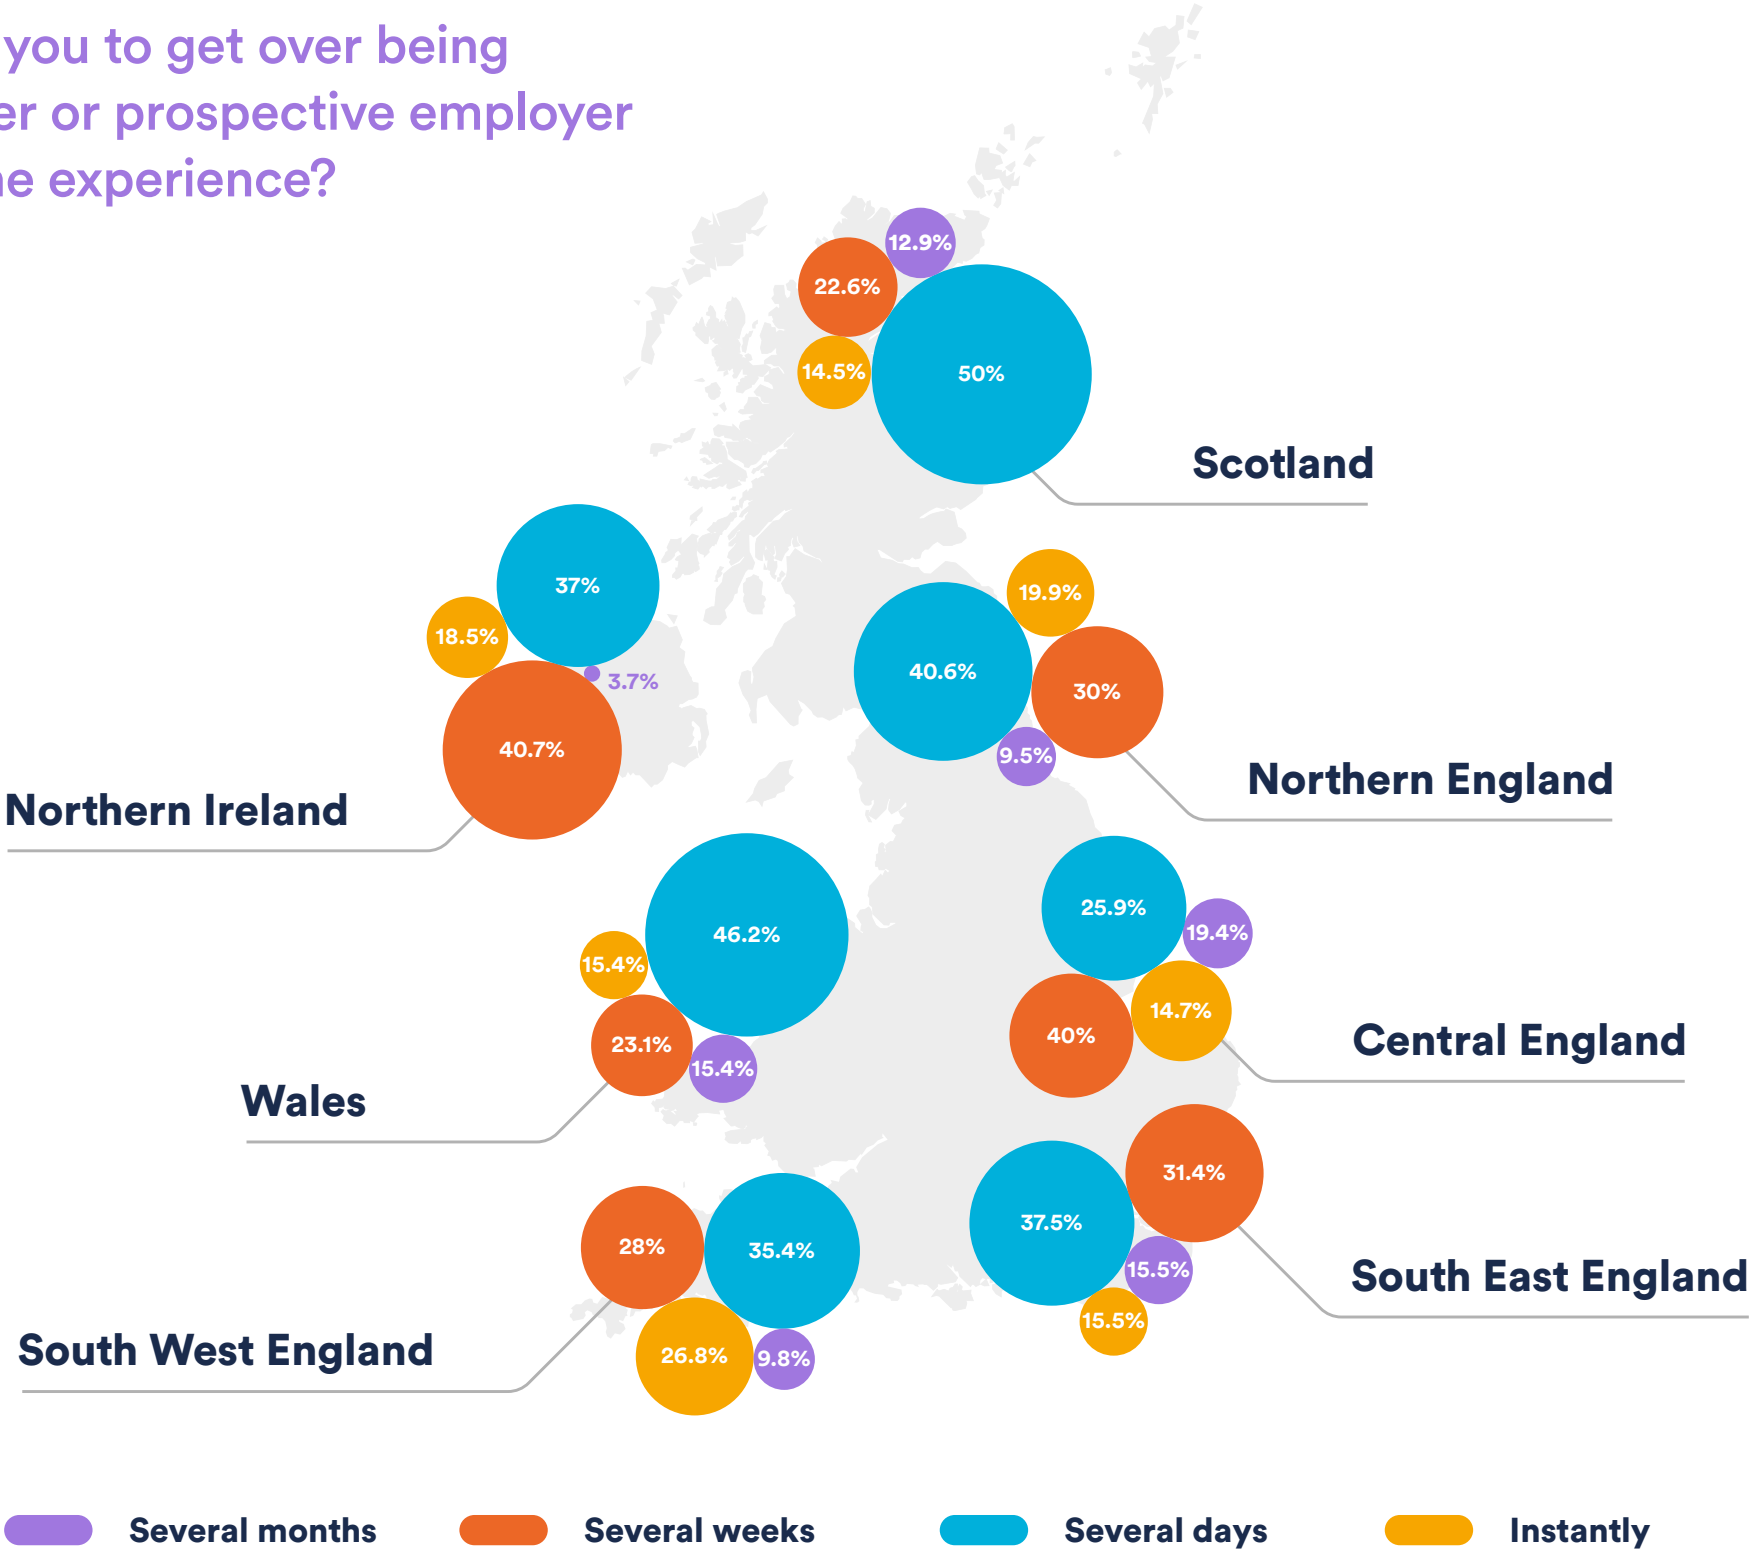 you to get over being
er or prospective employer
he experience?
12.9%
22.6%
14.5%
50%
Scotland
37%
18.5%
3.7%
40.7%
Northern Ireland
19.9%
40.6%
30%
9.5%
Northern England
46.2%
15.4%
23.1%
15.4%
Wales
25.9%
19.4%
14.7%
40%
Central England
31.4%
37.5%
15.5%
15.5%
South East England
28%
35.4%
26.8%
9.8%
South West England
Several months
Several weeks
Several days
Instantly